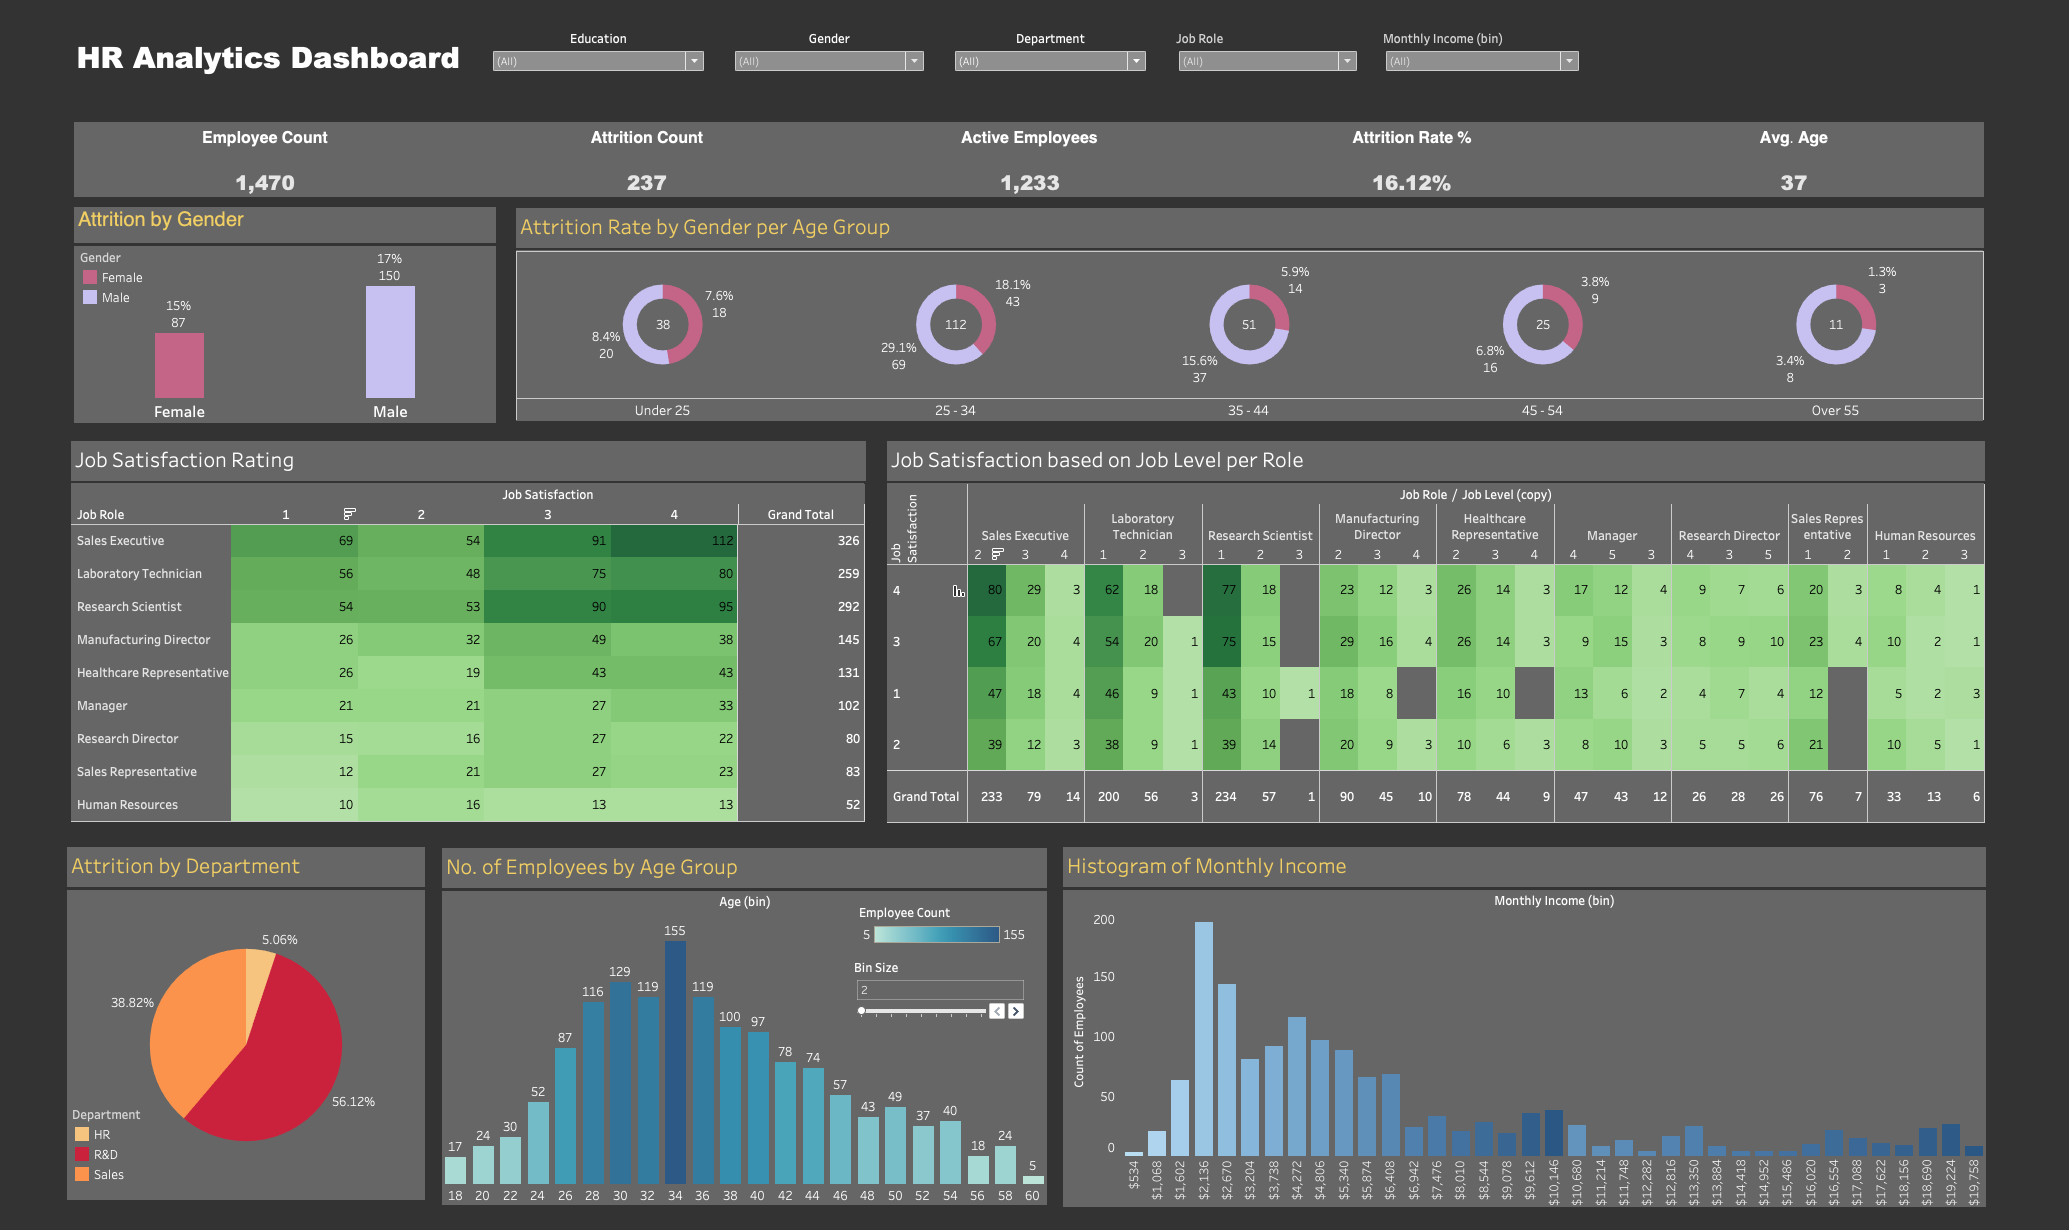 HR Analytics Dashboard
Education
Gender
Department
Job Role
Monthly Income (bin)
(All)
(All)
(All)
(All)
(All)
Employee Count
Attrition Count
Active Employees
Attrition Rate %
Avg. Age
1,470
237
1,233
16.12%
37
Attrition by Gender
Gender
Female
Male
15%
87
17%
150
Female
Male
Attrition Rate by Gender per Age Group
7.6%
18
38
8.4%
20
18.1%
43
112
29.1%
69
5.9%
14
51
15.6%
37
3.8%
9
25
6.8%
16
1.3%
3
11
3.4%
8
Under 25
25 - 34
35 - 44
45 - 54
Over 55
Job Satisfaction Rating
Job Satisfaction
Job Role 1 2 3 4 Grand Total
Sales Executive 69 54 91 112 326
Laboratory Technician 56 48 75 80 259
Research Scientist 54 53 90 95 292
Manufacturing Director 26 32 49 38 145
Healthcare Representative 26 19 43 43 131
Manager 21 21 27 33 102
Research Director 15 16 27 22 80
Sales Representative 12 21 27 23 83
Human Resources 10 16 13 13 52
Job Satisfaction based on Job Level per Role
Job Role / Job Level (copy)
Job
Satisfaction
Sales Executive
Laboratory
Technician
Research Scientist
Manufacturing
Director
Healthcare
Representative
Manager
Research Director
Sales Repres
entative
Human Resources
2 3 4 1 2 3 1 2 3 2 3 4 2 3 4 4 5 3 4 3 5 1 2 1 2 3
4 80 29 3 62 18 77 18 23 12 3 26 14 3 17 12 4 9 7 6 20 3 8 4 1
3 67 20 4 54 20 1 75 15 29 16 4 26 14 3 9 15 3 8 9 10 23 4 10 2 1
1 47 18 4 46 9 1 43 10 1 18 8 16 10 13 6 2 4 7 4 12 5 2 3
2 39 12 3 38 9 1 39 14 20 9 3 10 6 3 8 10 3 5 5 6 21 10 5 1
Grand Total 233 79 14 200 56 3 234 57 1 90 45 10 78 44 9 47 43 12 26 28 26 76 7 33 13 6
Attrition by Department
5.06%
38.82%
56.12%
Department
HR
R&D
Sales
No. of Employees by Age Group
Age (bin)
Employee Count
5 155
Bin Size
2
17 24 30 52 87 116 129 119 155 119 100 97 78 74 57 43 49 37 40 18 24 5
18 20 22 24 26 28 30 32 34 36 38 40 42 44 46 48 50 52 54 56 58 60
Histogram of Monthly Income
Monthly Income (bin)
Count of Employees
200
150
100
50
0
$534 $1,068 $1,602 $2,136 $2,670 $3,204 $3,738 $4,272 $4,806 $5,340 $5,874 $6,408 $6,942 $7,476 $8,010 $8,544 $9,078 $9,612 $10,146 $10,680 $11,214 $11,748 $12,282 $12,816 $13,350 $13,884 $14,418 $14,952 $15,486 $16,020 $16,554 $17,088 $17,622 $18,156 $18,690 $19,224 $19,758